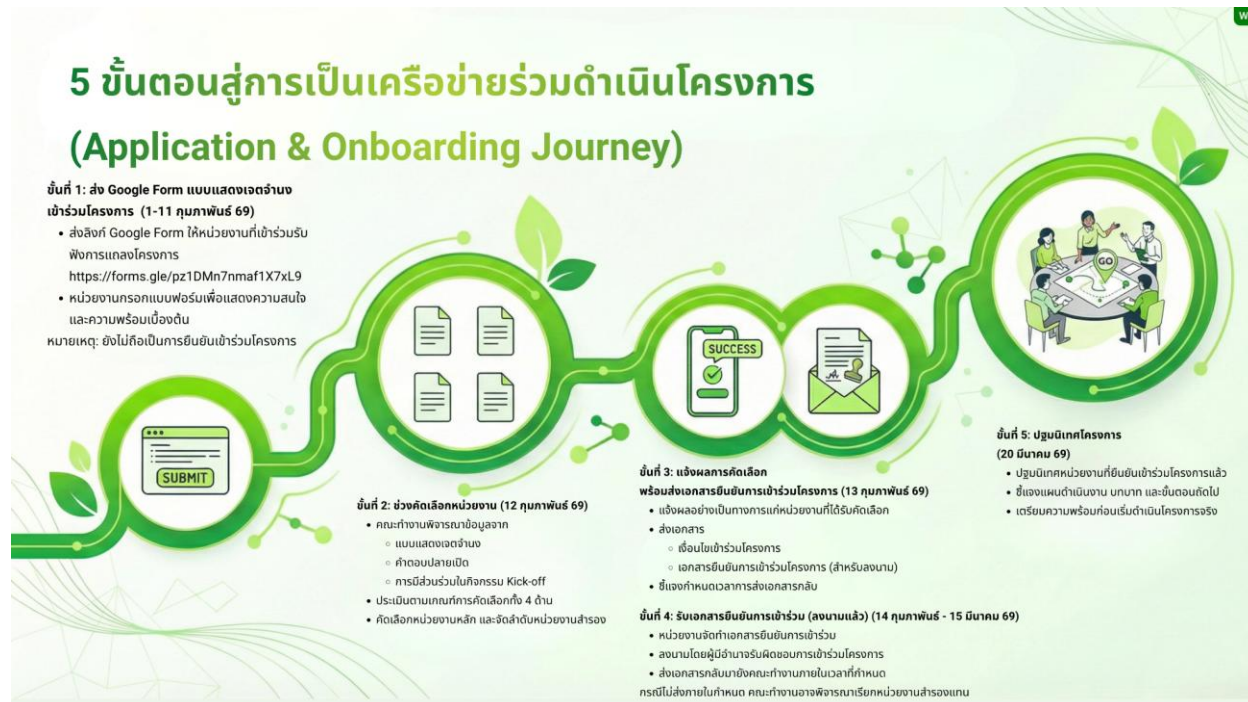 W
5 ขั้นตอนสู่การเป็นเครือข่ายร่วมดำเนินโครงการ
(Application & Onboarding Journey)
ขั้นที่ 1: ส่ง Google Form แบบแสดงเจตจำนง
เข้าร่วมโครงการ (1-11 กุมภาพันธ์ 69)
• ส่งลิงก์ Google Form ให้หน่วยงานที่เข้าร่วมรับ
ฟังการแถลงโครงการ
https://forms.gle/pz1DMn7nmaf1X7xL9
• หน่วยงานกรอกแบบฟอร์มเพื่อแสดงความสนใจ
และความพร้อมเบื้องต้น
หมายเหตุ: ยังไม่ถือเป็นการยืนยันเข้าร่วมโครงการ
SUBMIT
ขั้นที่ 2: ช่วงคัดเลือกหน่วยงาน (12 กุมภาพันธ์ 69)
• คณะทำงานพิจารณาข้อมูลจาก
○ แบบแสดงเจตจำนง
○ คำตอบปลายเปิด
○ การมีส่วนร่วมในกิจกรรม Kick-off
• ประเมินตามเกณฑ์การคัดเลือกทั้ง 4 ด้าน
• คัดเลือกหน่วยงานหลัก และจัดลำดับหน่วยงานสำรอง
SUCCESS
ขั้นที่ 3: แจ้งผลการคัดเลือก
พร้อมส่งเอกสารยืนยันการเข้าร่วมโครงการ (13 กุมภาพันธ์ 69)
• แจ้งผลอย่างเป็นทางการแก่หน่วยงานที่ได้รับคัดเลือก
• ส่งเอกสาร
○ เงื่อนไขเข้าร่วมโครงการ
○ เอกสารยืนยันการเข้าร่วมโครงการ (สำหรับลงนาม)
• ชี้แจงกำหนดเวลาการส่งเอกสารกลับ
ขั้นที่ 4: รับเอกสารยืนยันการเข้าร่วม (ลงนามแล้ว) (14 กุมภาพันธ์ - 15 มีนาคม 69)
• หน่วยงานจัดทำเอกสารยืนยันการเข้าร่วม
• ลงนามโดยผู้มีอำนาจรับผิดชอบการเข้าร่วมโครงการ
• ส่งเอกสารกลับมายังคณะทำงานภายในเวลาที่กำหนด
กรณีไม่ส่งภายในกำหนด คณะทำงานอาจพิจารณาเรียกหน่วยงานสำรองแทน
GO
ขั้นที่ 5: ปฐมนิเทศโครงการ
(20 มีนาคม 69)
• ปฐมนิเทศหน่วยงานที่ยืนยันเข้าร่วมโครงการแล้ว
• ชี้แจงแผนดำเนินงาน บทบาท และขั้นตอนถัดไป
• เตรียมความพร้อมก่อนเริ่มดำเนินโครงการจริง